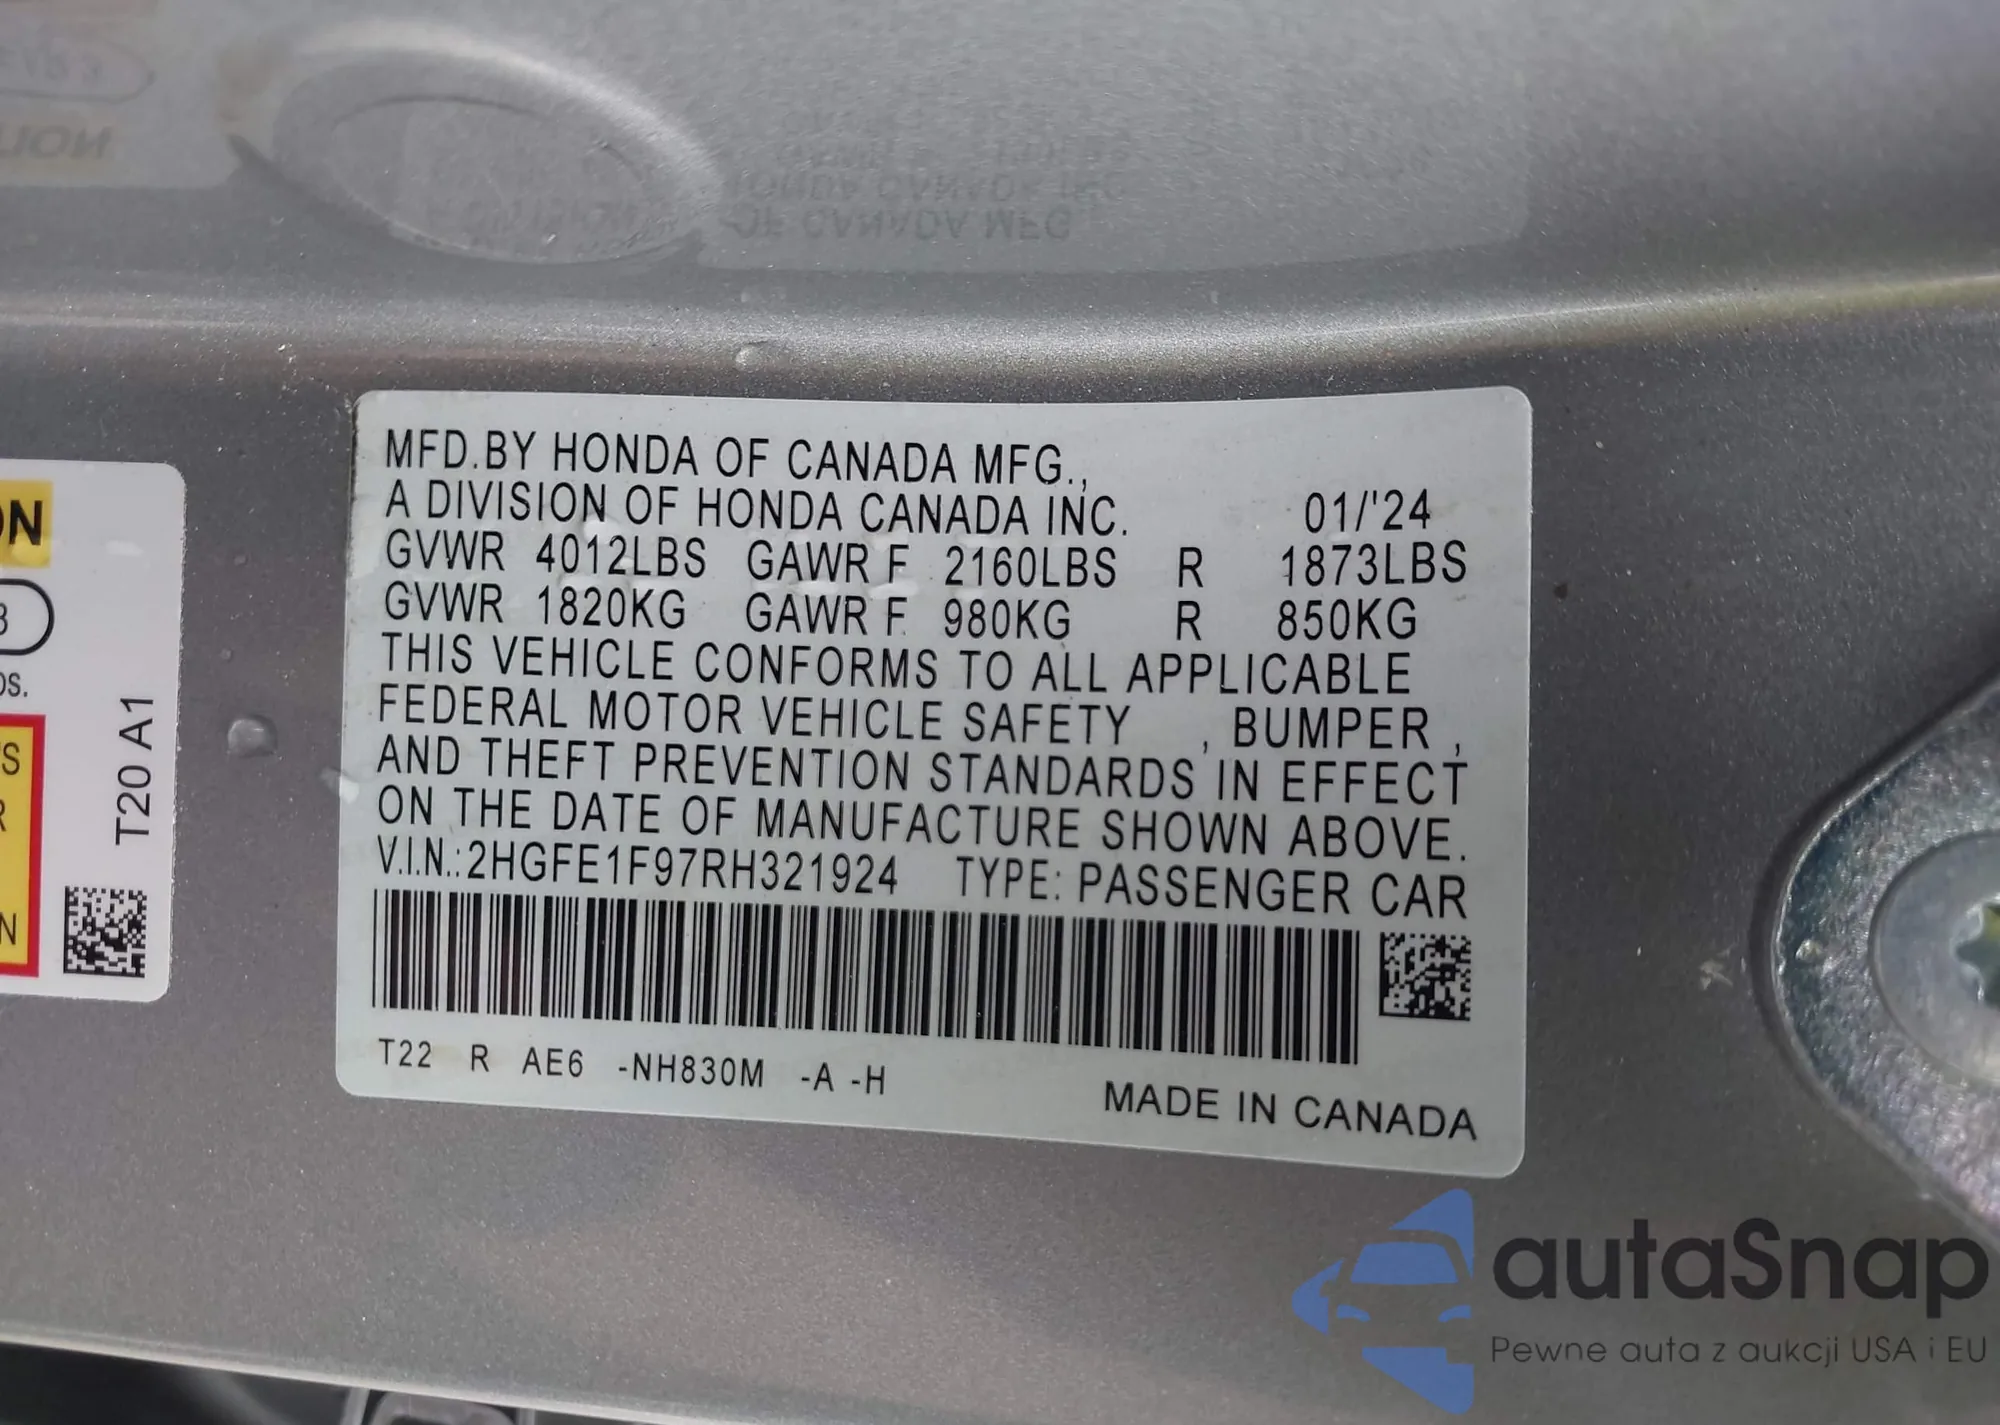 MFD.BY HONDA OF CANADA MFG.,
A DIVISION OF HONDA CANADA INC. 01/'24
GVWR 4012LBS GAWR F 2160LBS R 1873LBS
GVWR 1820KG GAWR F 980KG R 850KG
THIS VEHICLE CONFORMS TO ALL APPLICABLE
FEDERAL MOTOR VEHICLE SAFETY , BUMPER ,
AND THEFT PREVENTION STANDARDS IN EFFECT
ON THE DATE OF MANUFACTURE SHOWN ABOVE.
V.I.N.:2HGFE1F97RH321924 TYPE: PASSENGER CAR
T22 R AE6 -NH830M -A -H
MADE IN CANADA
T20 A1
autaSnap
Pewne auta z aukcji USA i EU